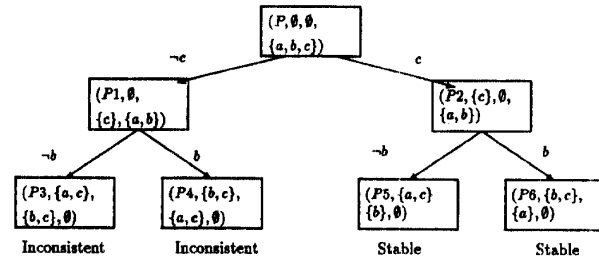 (P, ∅, ∅,
{a, b, c})
¬c
c
(P1, ∅,
{c}, {a, b})
(P2, {c}, ∅,
{a, b})
¬b
b
¬b
b
(P3, {a, c},
{b, c}, ∅)
(P4, {b, c},
{a, c}, ∅)
(P5, {a, c}
{b}, ∅)
(P6, {b, c},
{a}, ∅)
Inconsistent
Inconsistent
Stable
Stable